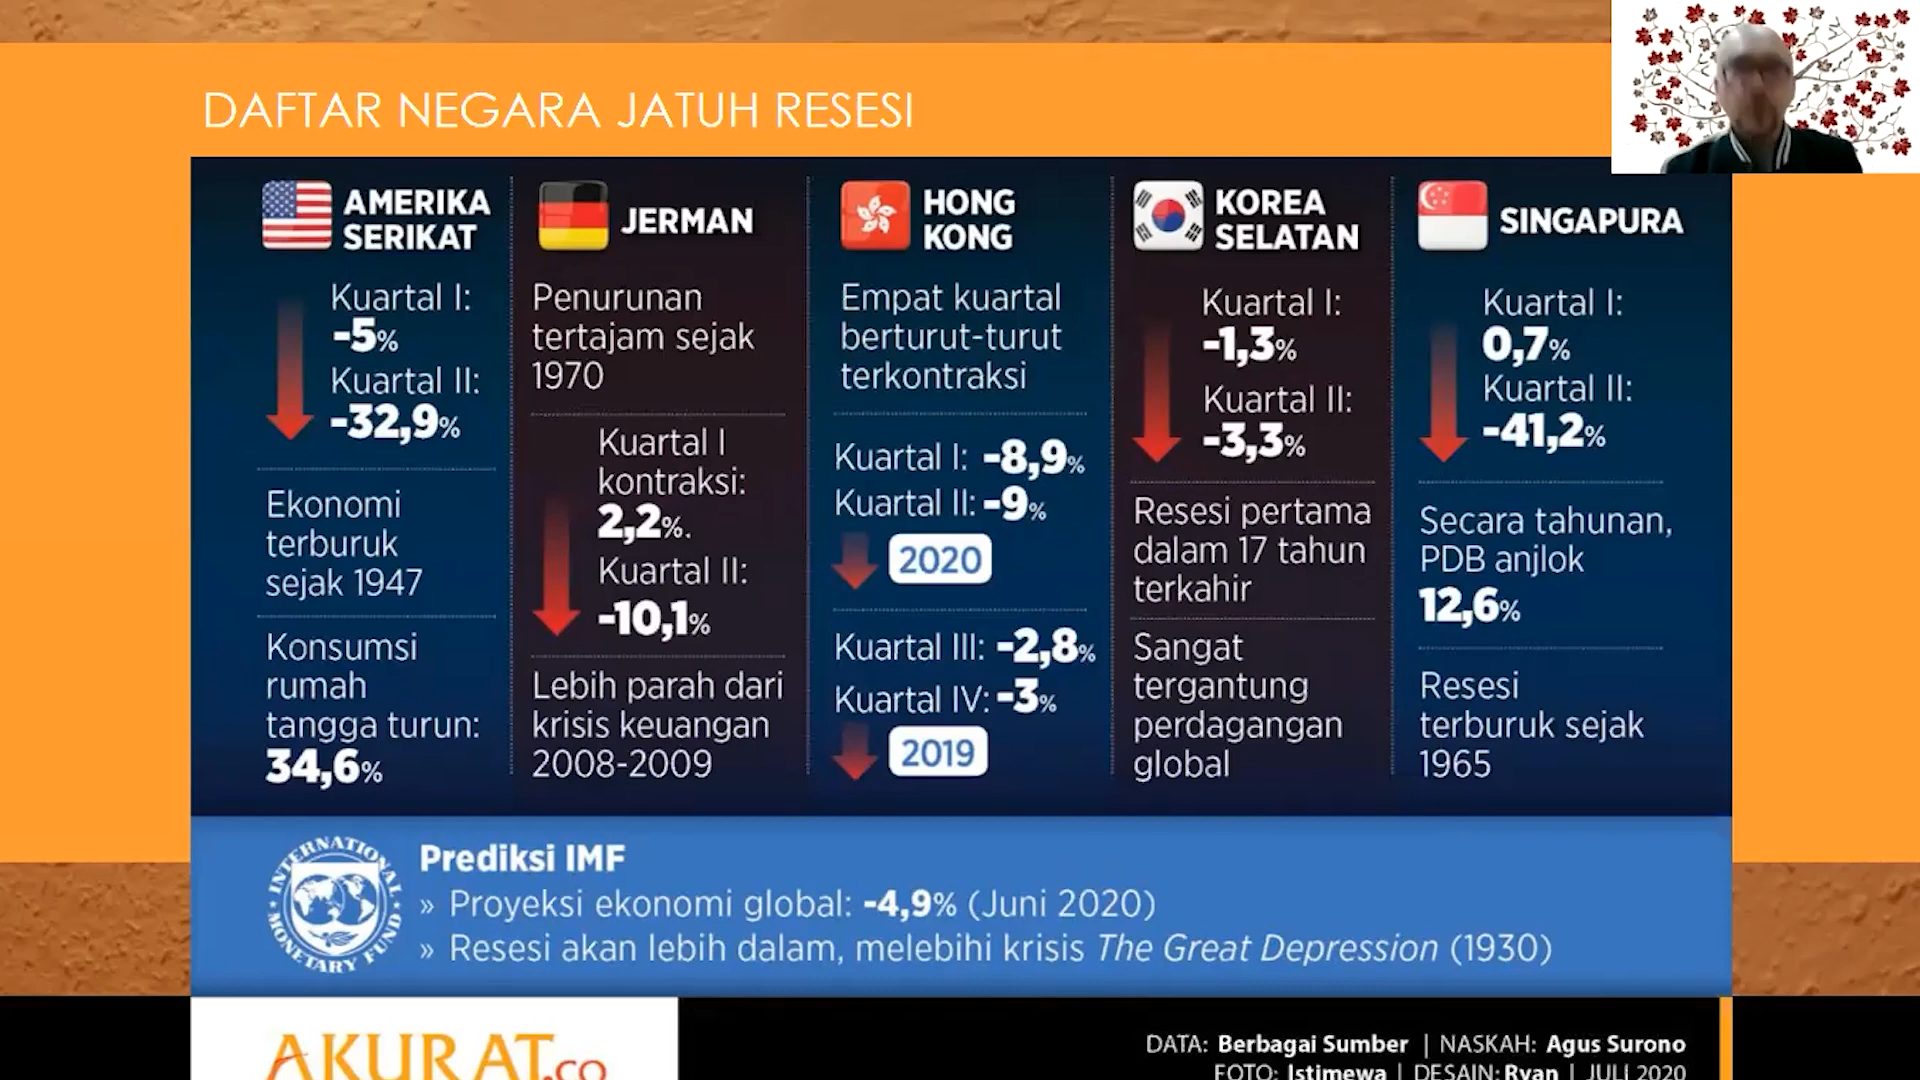 DAFTAR NEGARA JATUH RESESI
AMERIKA
SERIKAT
Kuartal I:
-5%
Kuartal II:
-32,9%
Ekonomi
terburuk
sejak 1947
Konsumsi
rumah
tangga turun:
34,6%
JERMAN
Penurunan
tertajam sejak
1970
Kuartal I
kontraksi:
2,2%.
Kuartal II:
-10,1%
Lebih parah dari
krisis keuangan
2008-2009
HONG
KONG
Empat kuartal
berturut-turut
terkontraksi
Kuartal I: -8,9%
Kuartal II: -9%
2020
Kuartal III: -2,8%
Kuartal IV: -3%
2019
KOREA
SELATAN
Kuartal I:
-1,3%
Kuartal II:
-3,3%
Resesi pertama
dalam 17 tahun
terkahir
Sangat
tergantung
perdagangan
global
SINGAPURA
Kuartal I:
0,7%
Kuartal II:
-41,2%
Secara tahunan,
PDB anjlok
12,6%
Resesi
terburuk sejak
1965
INTERNATIONAL MONETARY FUND
Prediksi IMF
» Proyeksi ekonomi global: -4,9% (Juni 2020)
» Resesi akan lebih dalam, melebihi krisis The Great Depression (1930)
AKURAT.co
DATA: Berbagai Sumber | NASKAH: Agus Surono
FOTO: Istimewa | DESAIN: Ryan | JULI 2020